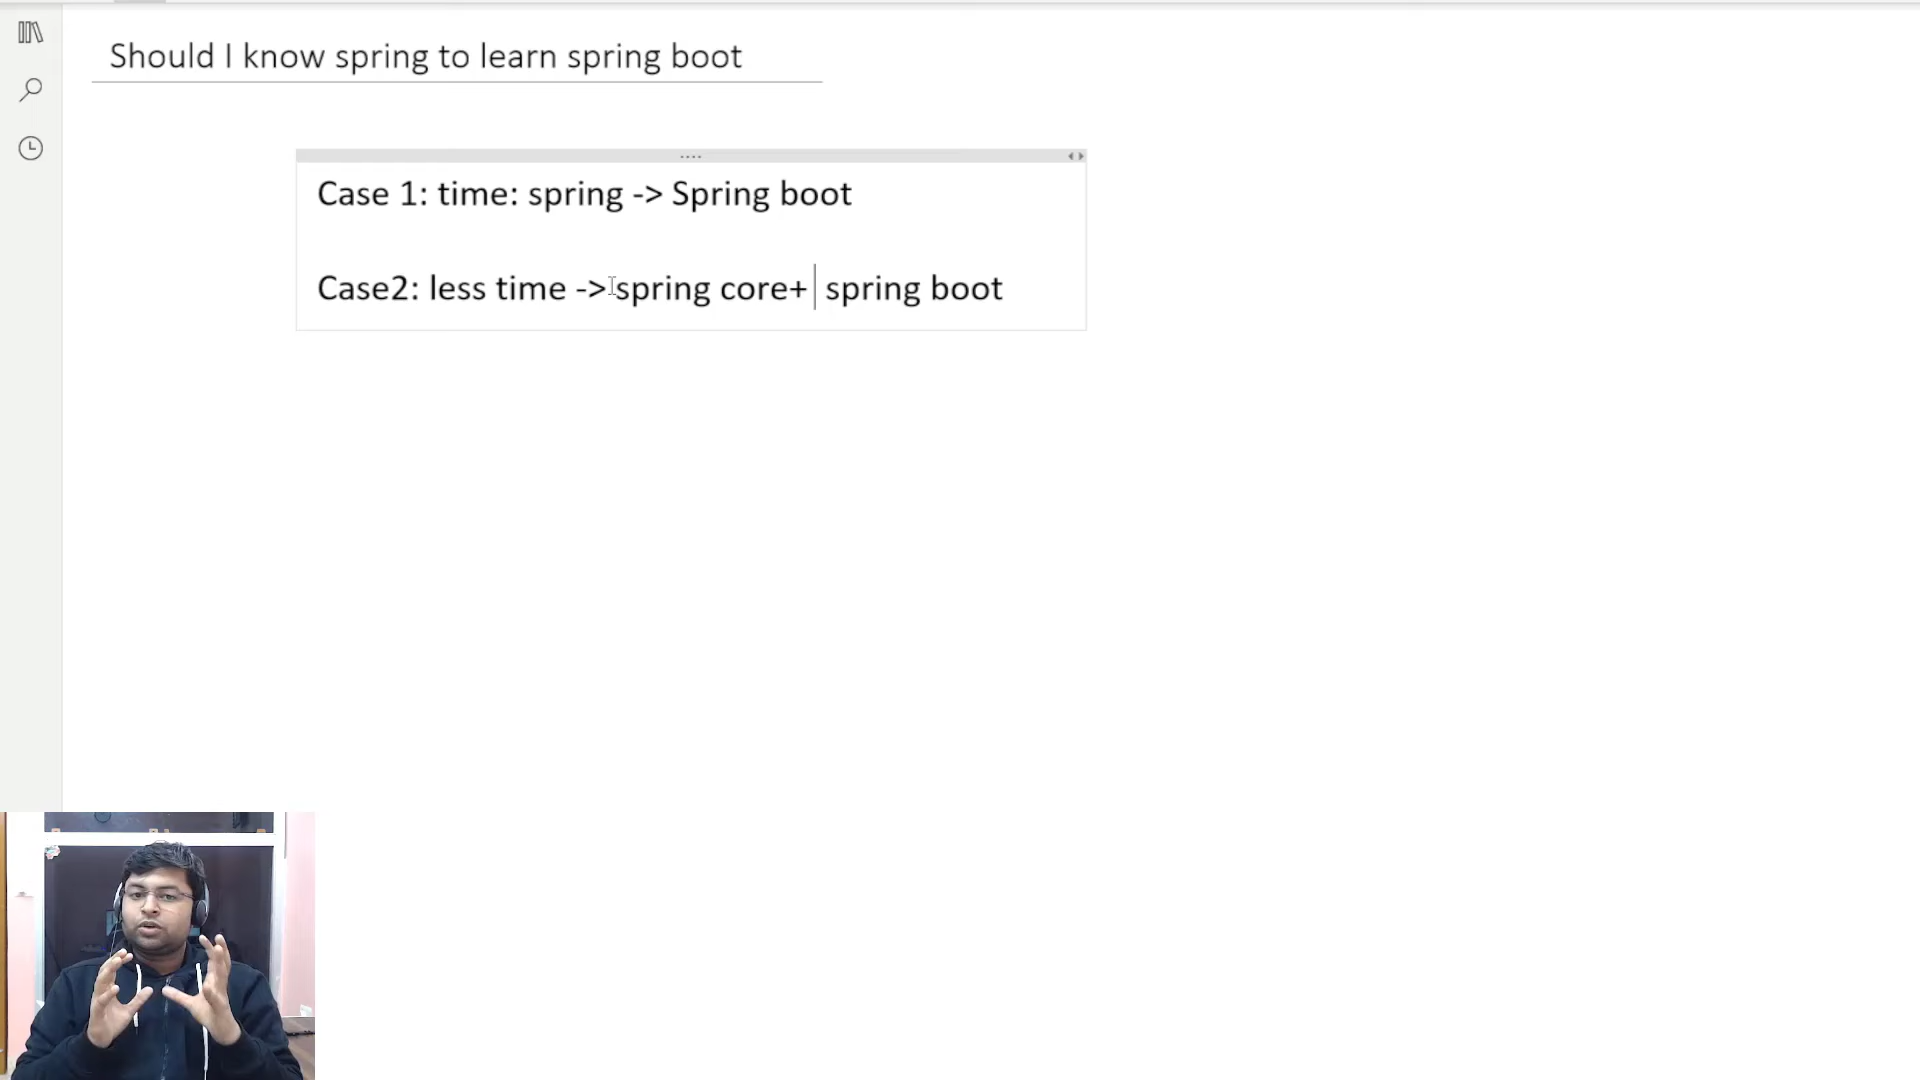 Should I know spring to learn spring boot
Case 1: time: spring -> Spring boot
Case2: less time -> spring core+ spring boot